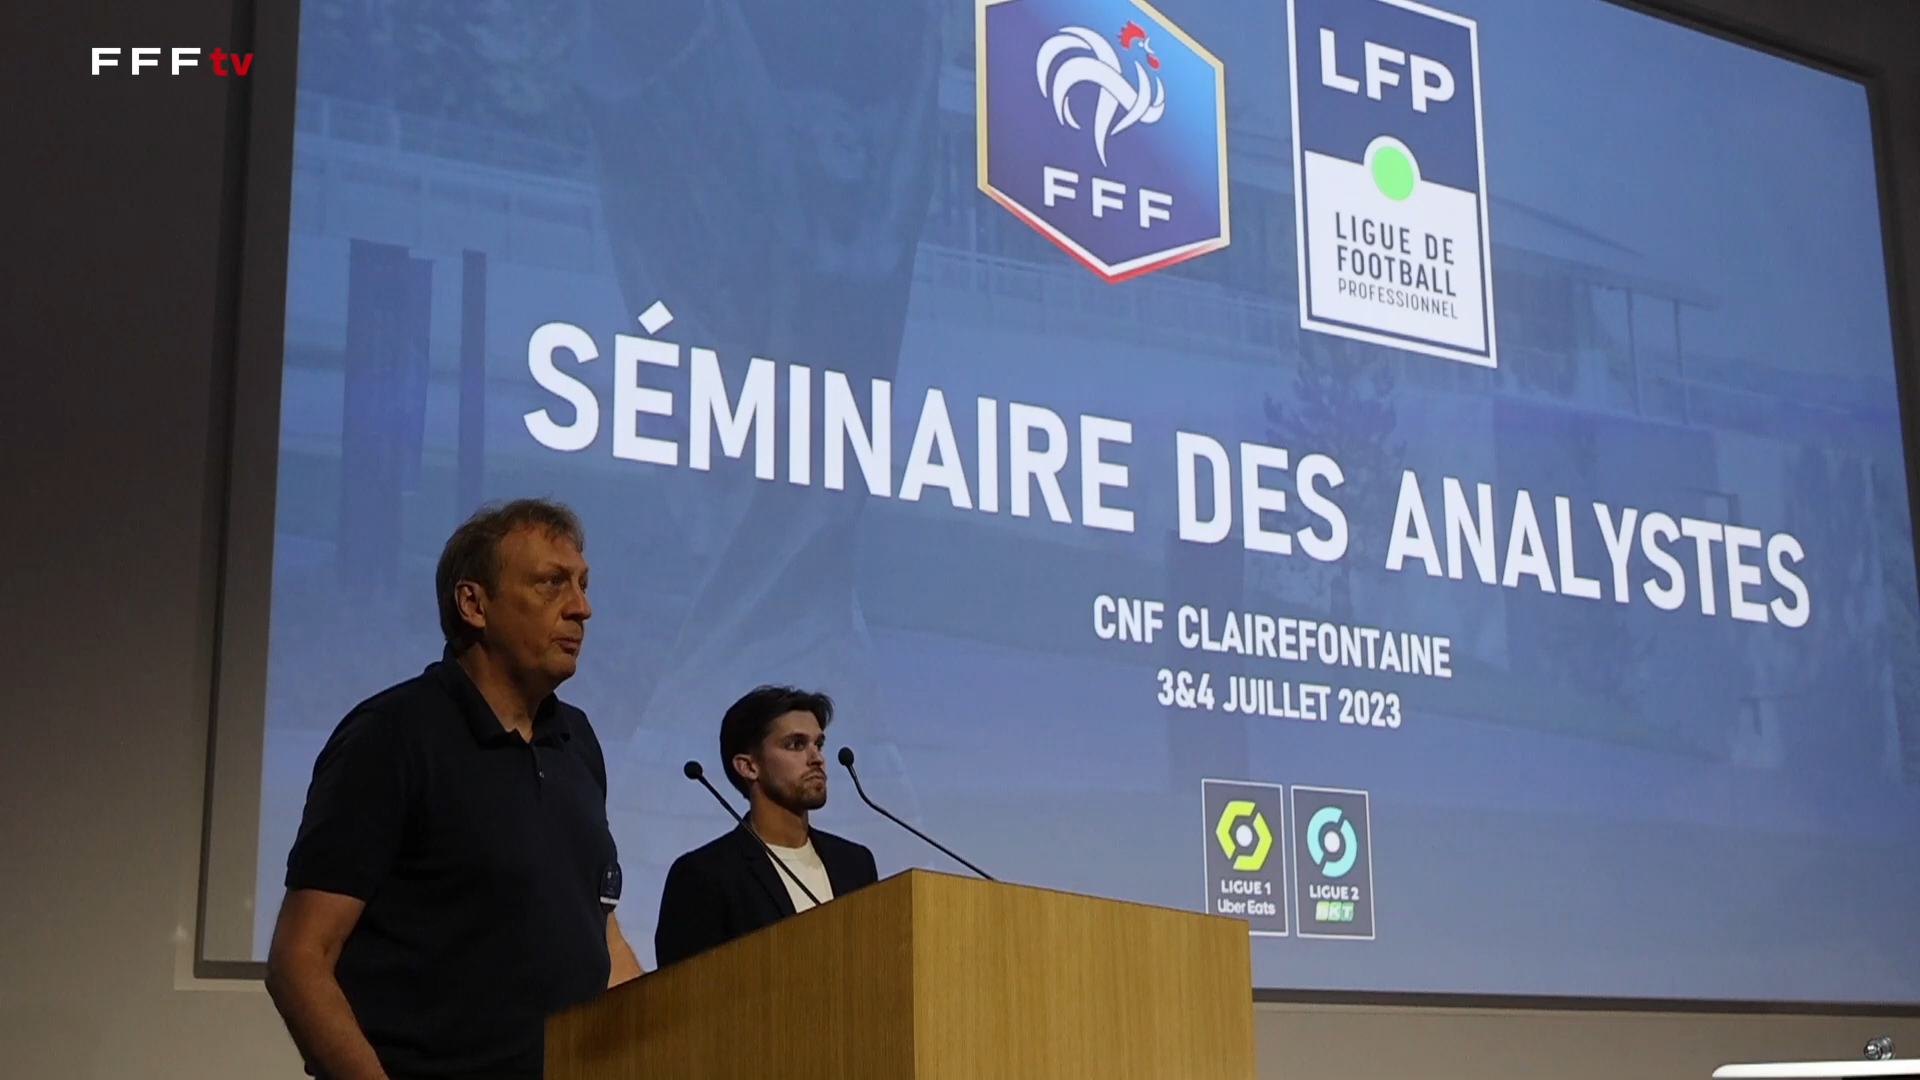 FFFtv
FFF
LFP
LIGUE DE
FOOTBALL
PROFESSIONNEL
SÉMINAIRE DES ANALYSTES
CNF CLAIREFONTAINE
3&4 JUILLET 2023
LIGUE 1
Uber Eats
LIGUE 2
BKT